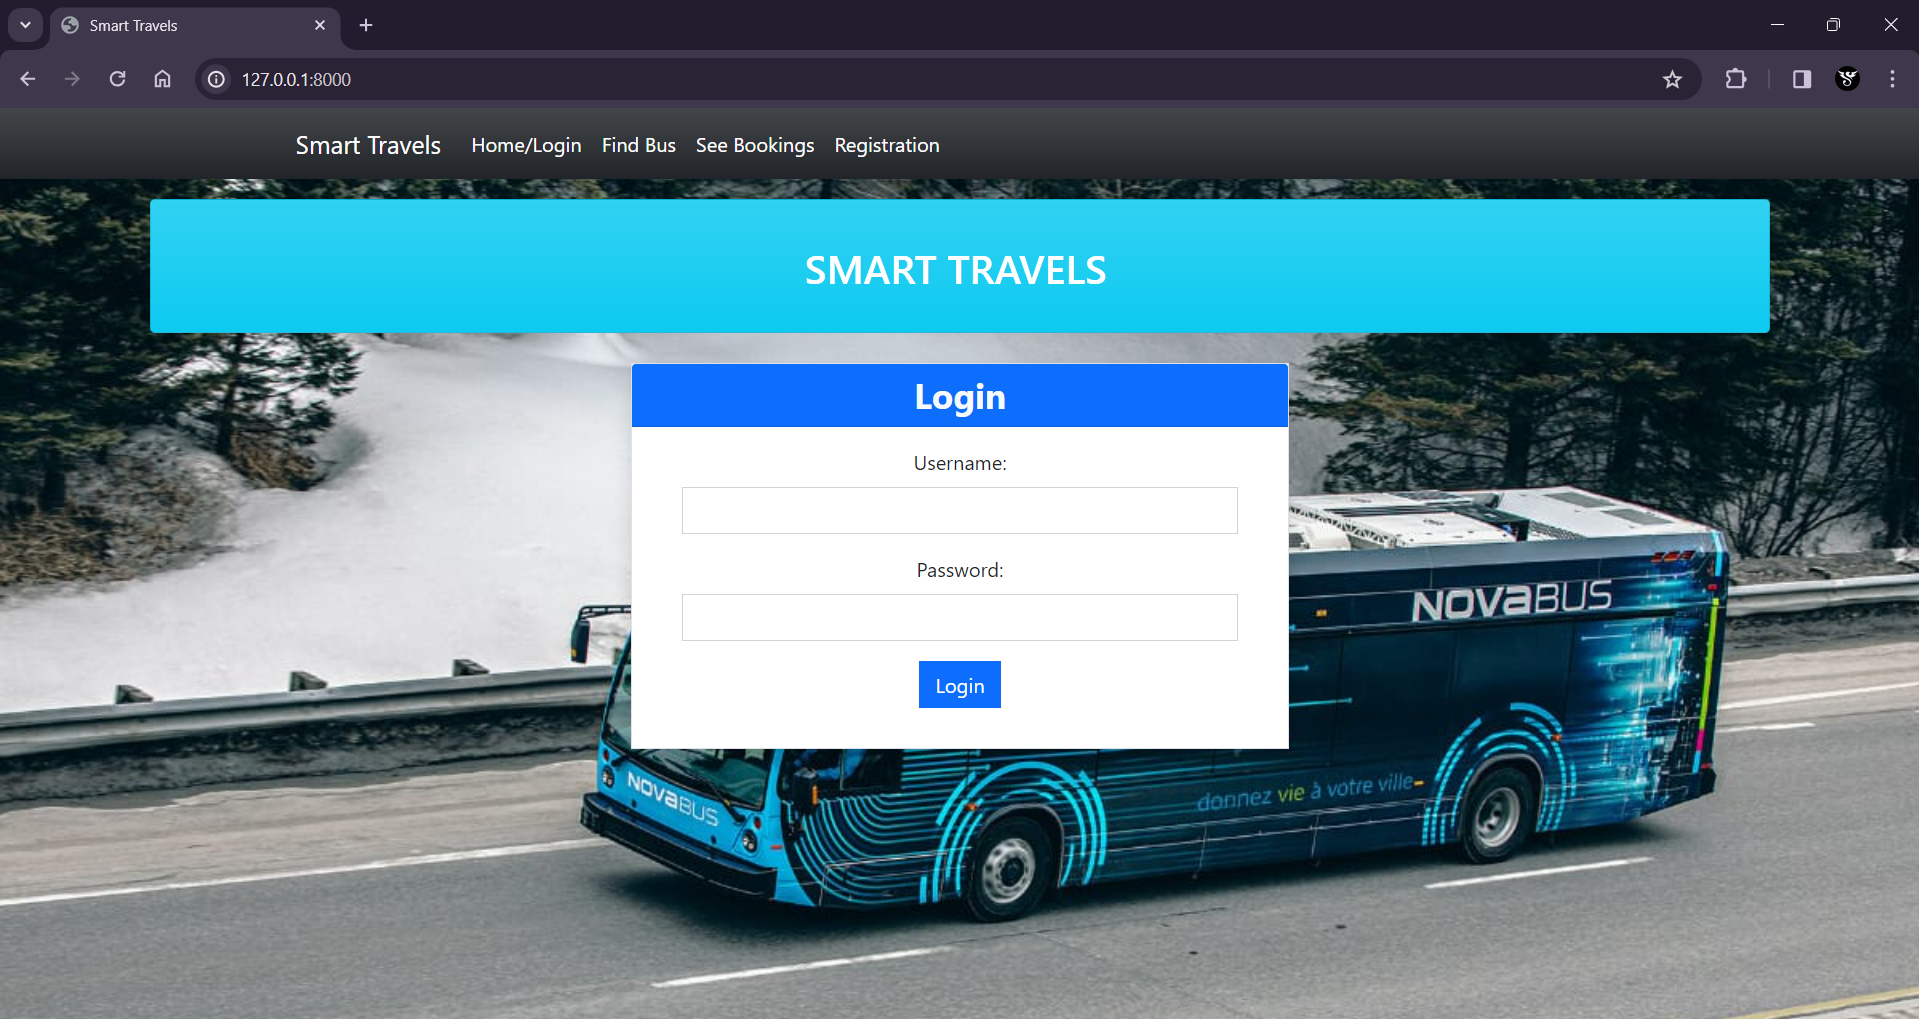 Smart Travels
127.0.0.1:8000
Smart Travels Home/Login Find Bus See Bookings Registration
SMART TRAVELS
Login
Username:
Password:
Login
NOVABUS
NOVABUS
donnez vie à votre ville